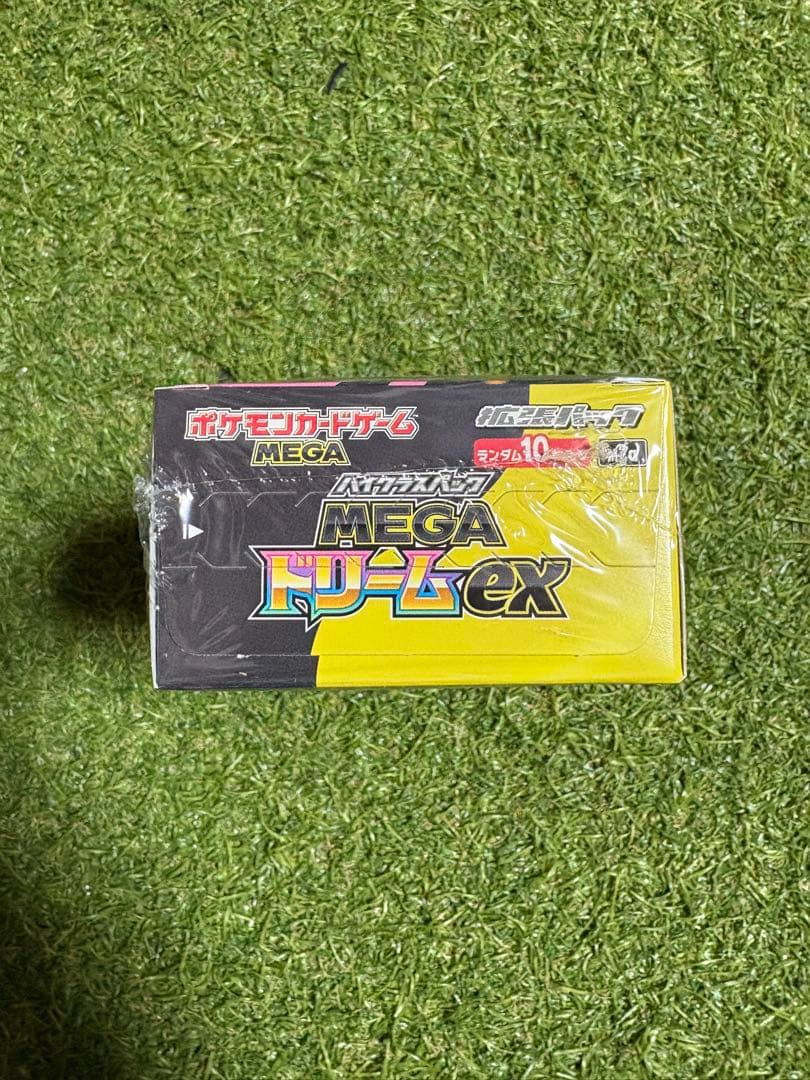 ポケモンカードゲーム
MEGA
拡張パック
ランダム10
ハイクラスパック
MEGA
ドリームex